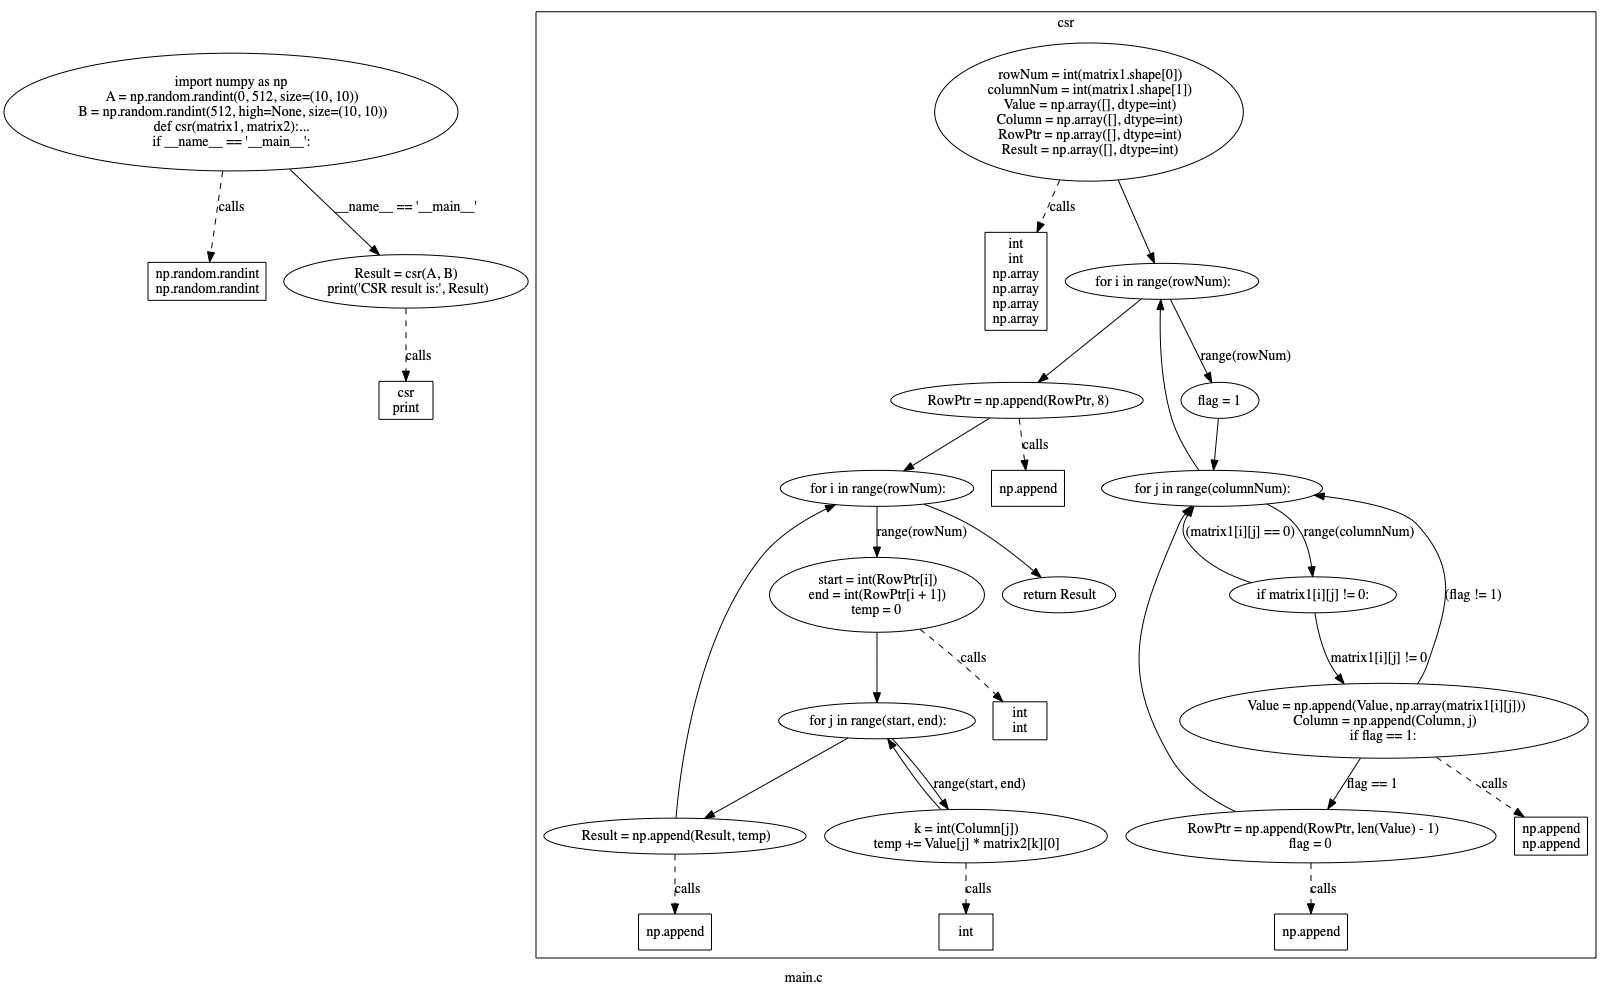 import numpy as np
A = np.random.randint(0, 512, size=(10, 10))
B = np.random.randint(512, high=None, size=(10, 10))
def csr(matrix1, matrix2):...
if __name__ == '__main__':
calls
__name__ == '__main__'
np.random.randint
np.random.randint
Result = csr(A, B)
print('CSR result is:', Result)
calls
csr
print
csr
rowNum = int(matrix1.shape[0])
columnNum = int(matrix1.shape[1])
Value = np.array([], dtype=int)
Column = np.array([], dtype=int)
RowPtr = np.array([], dtype=int)
Result = np.array([], dtype=int)
calls
int
int
np.array
np.array
np.array
np.array
for i in range(rowNum):
range(rowNum)
RowPtr = np.append(RowPtr, 8)
flag = 1
calls
for i in range(rowNum):
np.append
for j in range(columnNum):
range(rowNum)
(matrix1[i][j] == 0)
range(columnNum)
start = int(RowPtr[i])
end = int(RowPtr[i + 1])
temp = 0
return Result
if matrix1[i][j] != 0:
(flag != 1)
calls
matrix1[i][j] != 0
for j in range(start, end):
int
int
Value = np.append(Value, np.array(matrix1[i][j]))
Column = np.append(Column, j)
if flag == 1:
range(start, end)
flag == 1
calls
Result = np.append(Result, temp)
k = int(Column[j])
temp += Value[j] * matrix2[k][0]
RowPtr = np.append(RowPtr, len(Value) - 1)
flag = 0
np.append
np.append
calls
calls
calls
np.append
int
np.append
main.c